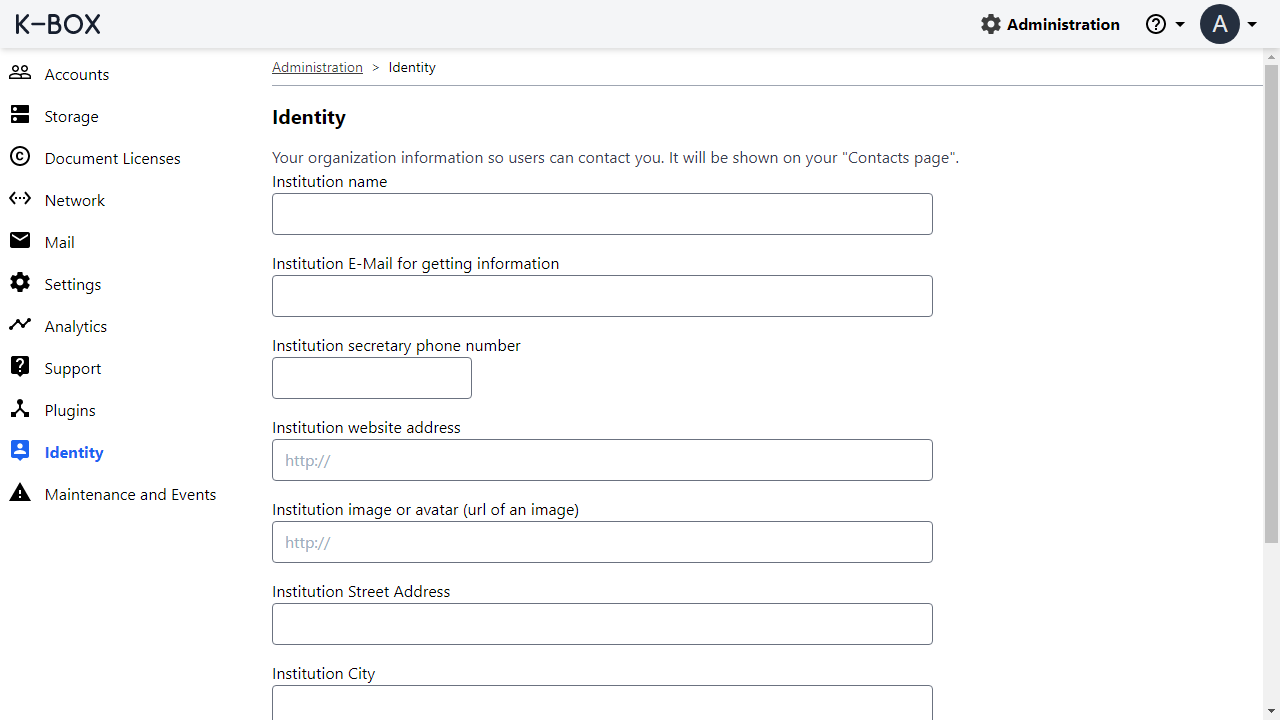 K-BOX
Administration
A
Accounts
Storage
Document Licenses
Network
Mail
Settings
Analytics
Support
Plugins
Identity
Maintenance and Events
Administration > Identity
Identity
Your organization information so users can contact you. It will be shown on your "Contacts page".
Institution name
Institution E-Mail for getting information
Institution secretary phone number
Institution website address
http://
Institution image or avatar (url of an image)
http://
Institution Street Address
Institution City